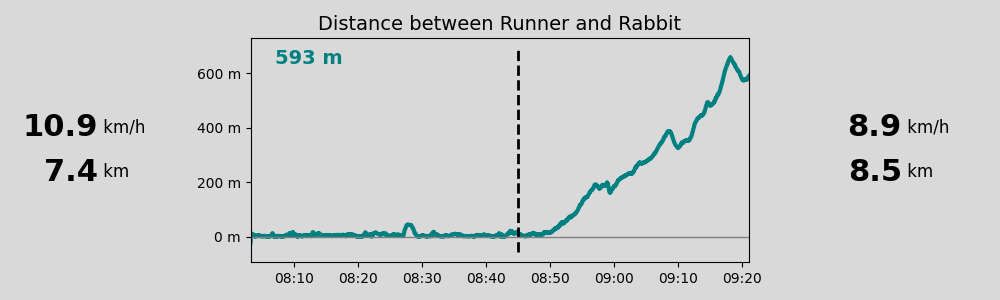 Distance between Runner and Rabbit
593 m
600 m
400 m
200 m
0 m
08:10 08:20 08:30 08:40 08:50 09:00 09:10 09:20
10.9 km/h
7.4 km
8.9 km/h
8.5 km